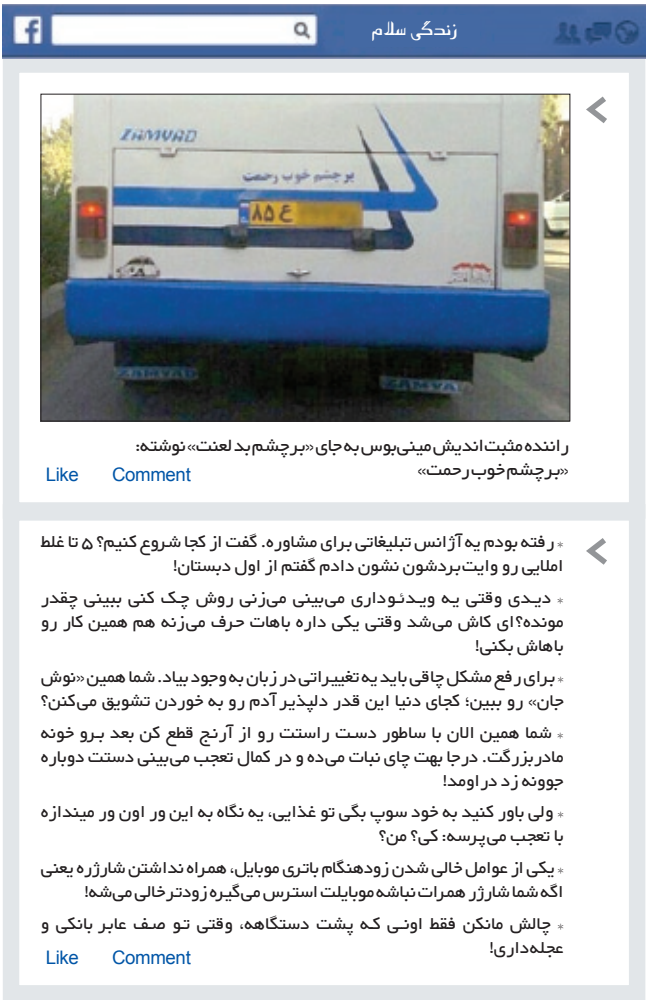 زندگی سلام
ZAMYAD
بر چشم خوب رحمت
۸۵ ع
ZAMYAD
ZAMYAD
راننده مثبت‌اندیش مینی‌بوس به‌جای «بر چشم بد لعنت» نوشته:
«بر چشم خوب رحمت»
Like Comment
* رفته بودم یه آژانس تبلیغاتی برای مشاوره. گفت از کجا شروع کنیم؟ ۵ تا غلط
املایی رو وایت‌بردشون نشون دادم گفتم از اول دبستان!
* دیدی وقتی یه ویدئوداری می‌بینی می‌زنی روش چک کنی ببینی چقدر
مونده؟ای کاش می‌شد وقتی یکی داره باهات حرف می‌زنه هم همین کار رو
باهاش بکنی!
* برای رفع مشکل چاقی باید یه تغییراتی در زبان به وجود بیاد. شما همین «نوش
جان» رو ببین؛ کجای دنیا این قدر دلپذیر آدم رو به خوردن تشویق می‌کنن؟
* شما همین الان با ساطور دست راستت رو از آرنج قطع کن بعد برو خونه
مادربزرگت. درجا بهت چای نبات می‌ده و در کمال تعجب می‌بینی دستت دوباره
جوونه زد در اومد!
* ولی باور کنید به خود سوپ بگی تو غذایی، یه نگاه به این ور اون ور میندازه
با تعجب می‌پرسه: کی؟ من؟
* یکی از عوامل خالی شدن زودهنگام باتری موبایل، همراه نداشتن شارژره یعنی
اگه شما شارژر همرات نباشه موبایلت استرس می‌گیره زودتر خالی می‌شه!
* چالش مانکن فقط اونی که پشت دستگاهه، وقتی تو صف عابر بانکی و
عجله‌داری!
Like Comment